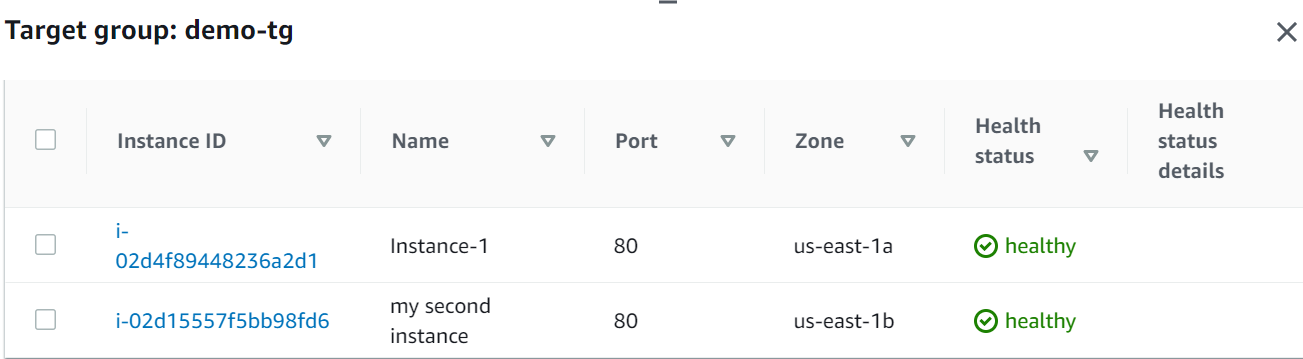 Target group: demo-tg
Instance ID Name Port Zone Health status Health status details
i-02d4f89448236a2d1 Instance-1 80 us-east-1a healthy
i-02d15557f5bb98fd6 my second instance 80 us-east-1b healthy